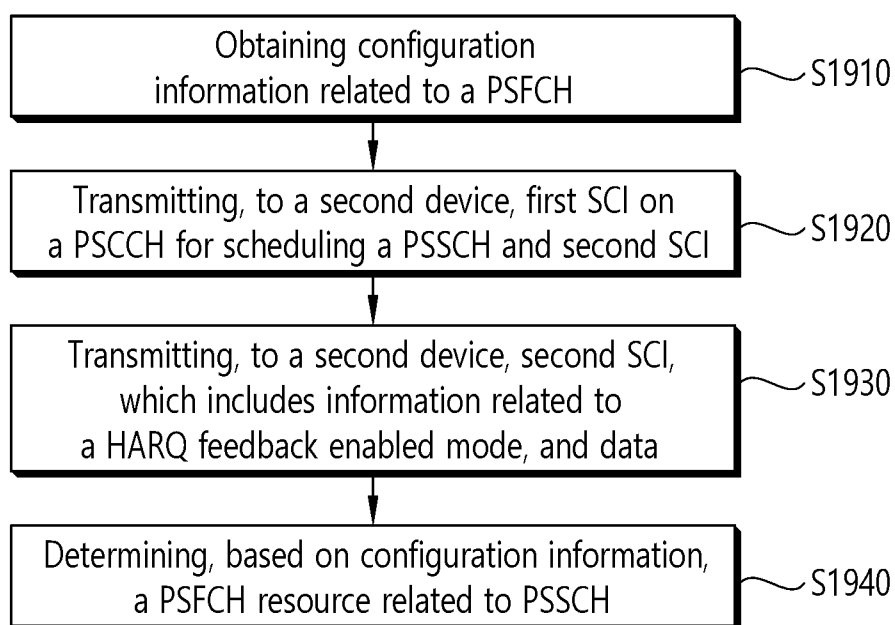 Obtaining configuration
information related to a PSFCH
S1910
Transmitting, to a second device, first SCI on
a PSCCH for scheduling a PSSCH and second SCI
S1920
Transmitting, to a second device, second SCI,
which includes information related to
a HARQ feedback enabled mode, and data
S1930
Determining, based on configuration information,
a PSFCH resource related to PSSCH
S1940